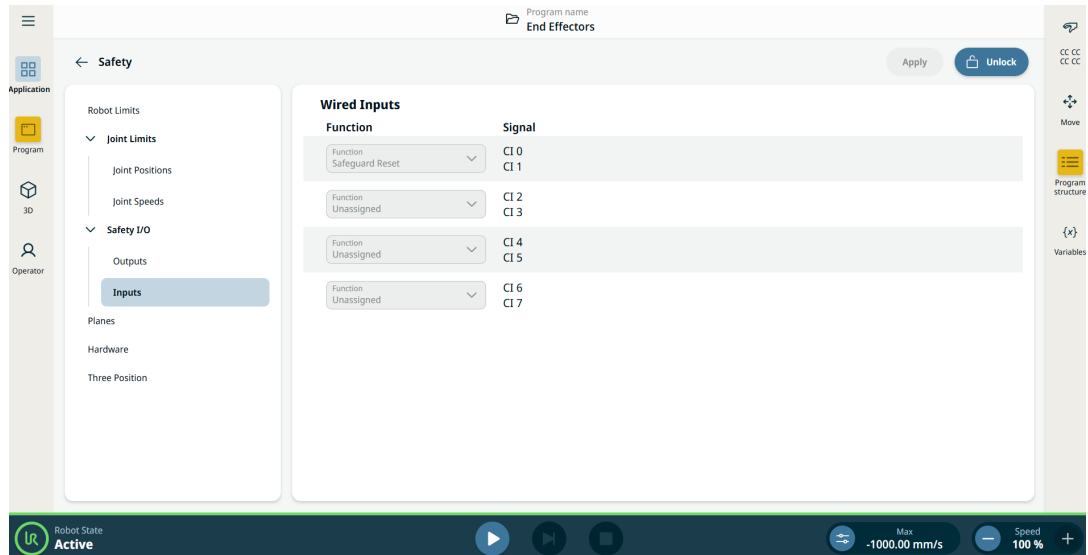 Program name
End Effectors
Application
Program
3D
Operator
Safety
Apply
Unlock
Robot Limits
Joint Limits
Joint Positions
Joint Speeds
Safety I/O
Outputs
Inputs
Planes
Hardware
Three Position
Wired Inputs
Function Signal
Function
Safeguard Reset
CI 0
CI 1
Function
Unassigned
CI 2
CI 3
Function
Unassigned
CI 4
CI 5
Function
Unassigned
CI 6
CI 7
CC CC
CC CC
Move
Program
structure
{x}
Variables
UR
Robot State
Active
Max
-1000.00 mm/s
Speed
100 %